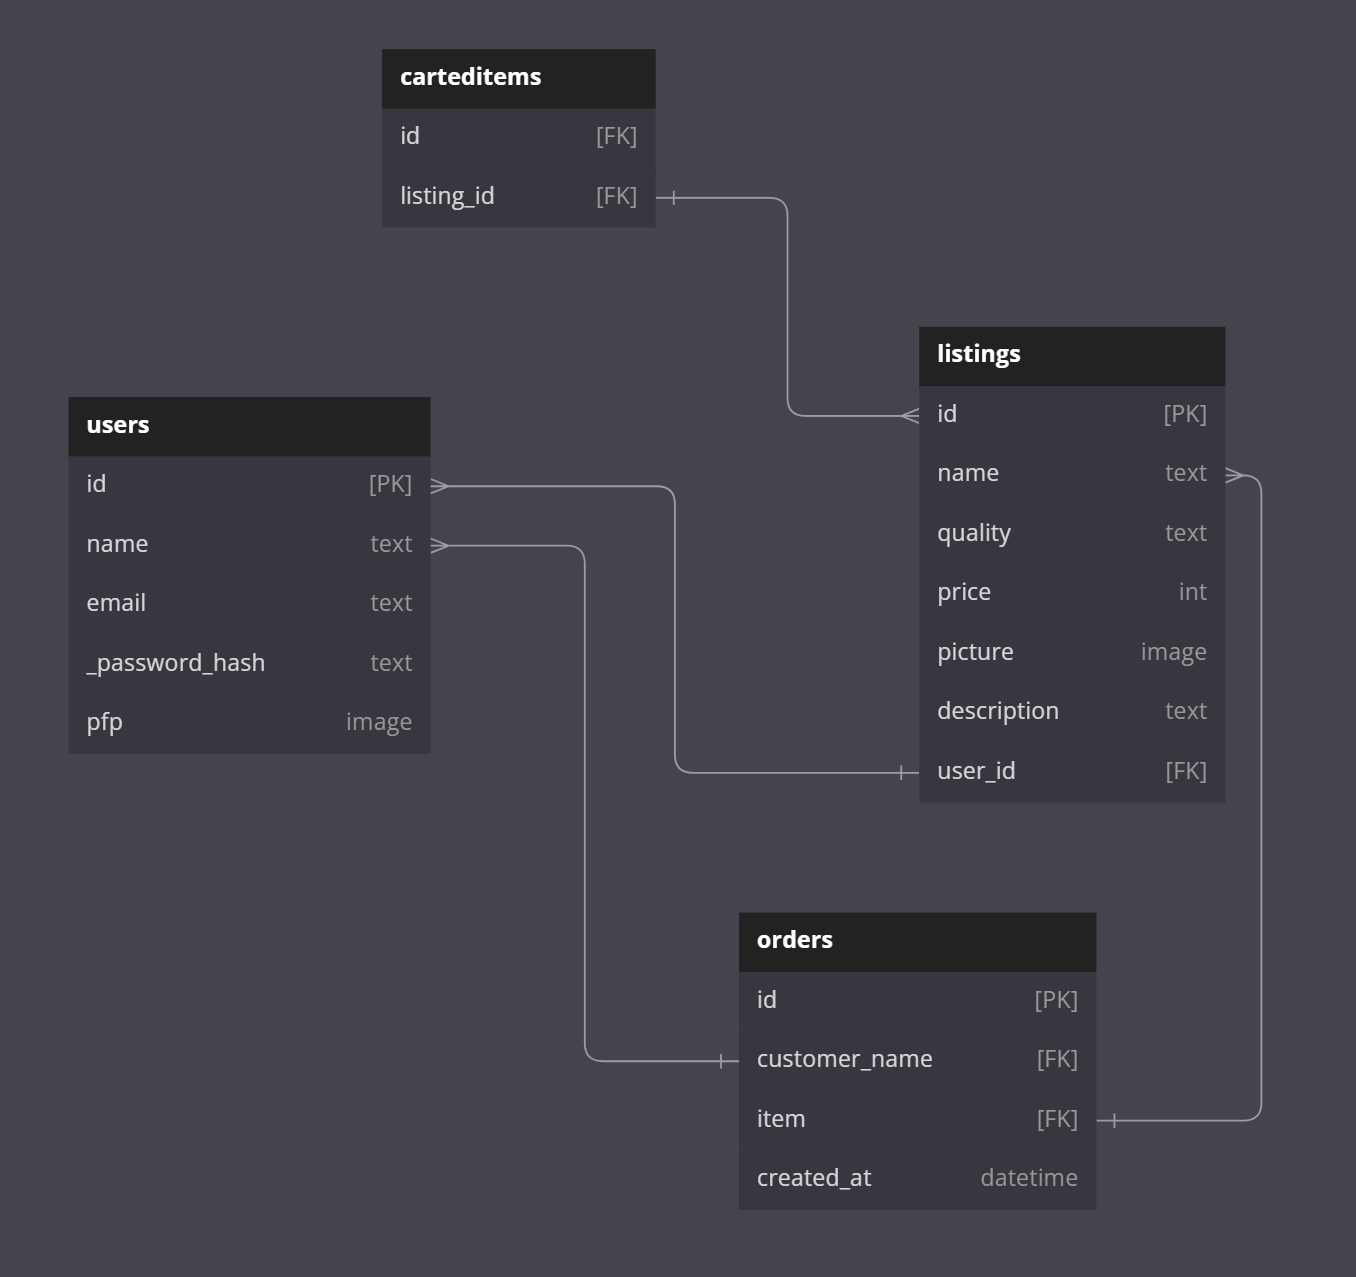 carteditems
id [FK]
listing_id [FK]
listings
id [PK]
name text
quality text
price int
picture image
description text
user_id [FK]
users
id [PK]
name text
email text
_password_hash text
pfp image
orders
id [PK]
customer_name [FK]
item [FK]
created_at datetime